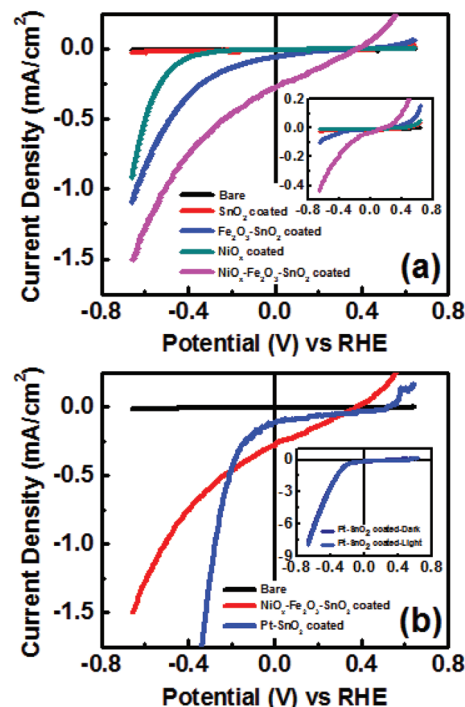 0.0
-0.5
-1.0
-1.5
Current Density (mA/cm²)
0.2
0.0
-0.2
-0.4
-0.8 -0.4 0.0 0.4 0.8
Bare
SnO₂ coated
Fe₂O₃-SnO₂ coated
NiOₓ coated
NiOₓ-Fe₂O₃-SnO₂ coated
(a)
-0.8 -0.4 0.0 0.4 0.8
Potential (V) vs RHE
0.0
-0.5
-1.0
-1.5
Current Density (mA/cm²)
0
-3
-6
-9
Pt-SnO₂ coated-Dark
Pt-SnO₂ coated-Light
-0.8 -0.4 0.0 0.4 0.8
Bare
NiOₓ-Fe₂O₃-SnO₂ coated
Pt-SnO₂ coated
(b)
-0.8 -0.4 0.0 0.4 0.8
Potential (V) vs RHE